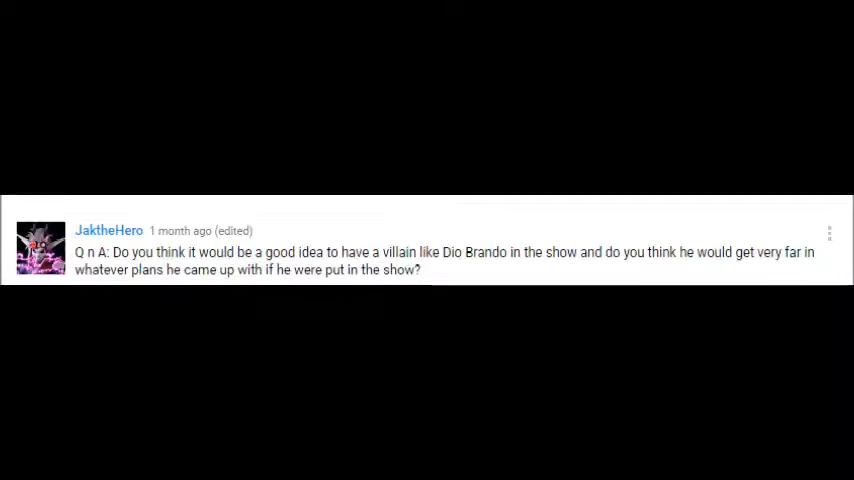 JaktheHero 1 month ago (edited)
Q n A: Do you think it would be a good idea to have a villain like Dio Brando in the show and do you think he would get very far in
whatever plans he came up with if he were put in the show?